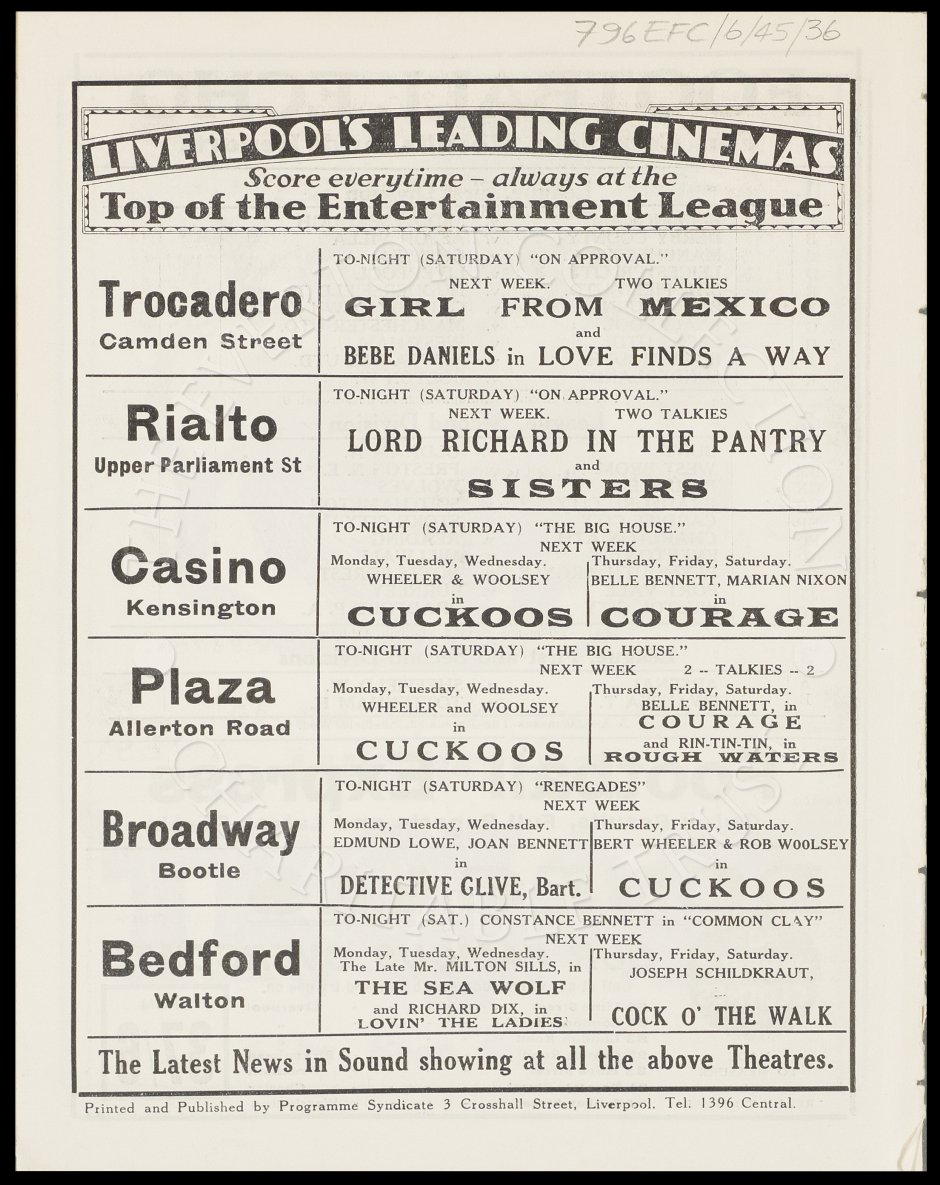 796EFC/6/45/36
LIVERPOOL'S LEADING CINEMAS
Score everytime – always at the
Top of the Entertainment League
Trocadero
Camden Street
TO-NIGHT (SATURDAY) "ON APPROVAL."
NEXT WEEK. TWO TALKIES
GIRL FROM MEXICO
and
BEBE DANIELS in LOVE FINDS A WAY
Rialto
Upper Parliament St
TO-NIGHT (SATURDAY) "ON APPROVAL."
NEXT WEEK. TWO TALKIES
LORD RICHARD IN THE PANTRY
and
SISTERS
Casino
Kensington
TO-NIGHT (SATURDAY) "THE BIG HOUSE."
NEXT WEEK
Monday, Tuesday, Wednesday.
WHEELER & WOOLSEY
in
CUCKOOS
Thursday, Friday, Saturday.
BELLE BENNETT, MARIAN NIXON
in
COURAGE
Plaza
Allerton Road
TO-NIGHT (SATURDAY) "THE BIG HOUSE."
NEXT WEEK 2 -- TALKIES -- 2
Monday, Tuesday, Wednesday.
WHEELER and WOOLSEY
in
CUCKOOS
Thursday, Friday, Saturday.
BELLE BENNETT, in
COURAGE
and RIN-TIN-TIN, in
ROUGH WATERS
Broadway
Bootle
TO-NIGHT (SATURDAY) "RENEGADES"
NEXT WEEK
Monday, Tuesday, Wednesday.
EDMUND LOWE, JOAN BENNETT
in
DETECTIVE CLIVE, Bart.
Thursday, Friday, Saturday.
BERT WHEELER & ROB WOOLSEY
in
CUCKOOS
Bedford
Walton
TO-NIGHT (SAT.) CONSTANCE BENNETT in "COMMON CLAY"
NEXT WEEK
Monday, Tuesday, Wednesday.
The Late Mr. MILTON SILLS, in
THE SEA WOLF
and RICHARD DIX, in
LOVIN' THE LADIES
Thursday, Friday, Saturday.
JOSEPH SCHILDKRAUT,
in
COCK O' THE WALK
The Latest News in Sound showing at all the above Theatres.
Printed and Published by Programme Syndicate 3 Crosshall Street, Liverpool. Tel. 1396 Central.
THE EVERTON COLLECTION
CHARITABLE TRUST